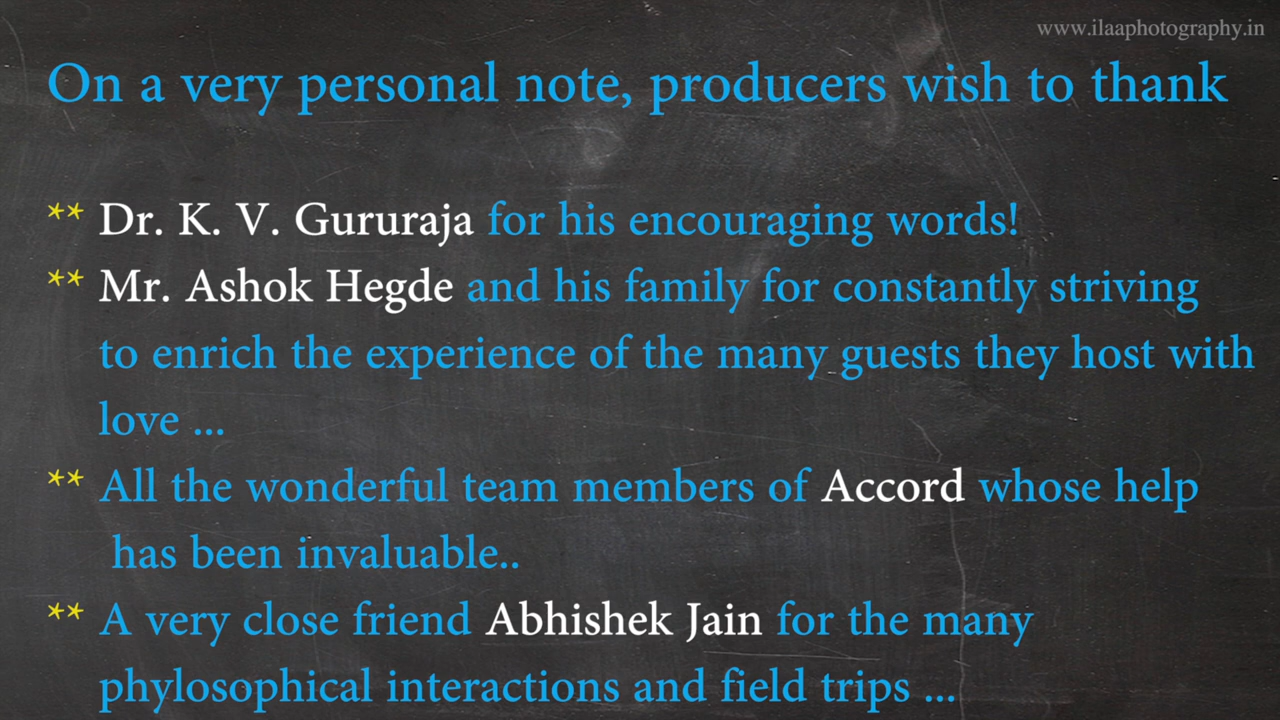 www.ilaaphotography.in
On a very personal note, producers wish to thank
** Dr. K. V. Gururaja for his encouraging words!
** Mr. Ashok Hegde and his family for constantly striving
to enrich the experience of the many guests they host with
love ...
** All the wonderful team members of Accord whose help
has been invaluable..
** A very close friend Abhishek Jain for the many
phylosophical interactions and field trips ...